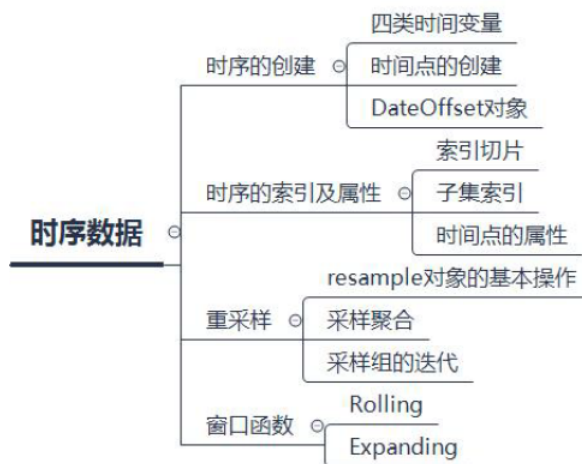 时序数据
时序的创建
四类时间变量
时间点的创建
DateOffset对象
时序的索引及属性
索引切片
子集索引
时间点的属性
重采样
resample对象的基本操作
采样聚合
采样组的迭代
窗口函数
Rolling
Expanding